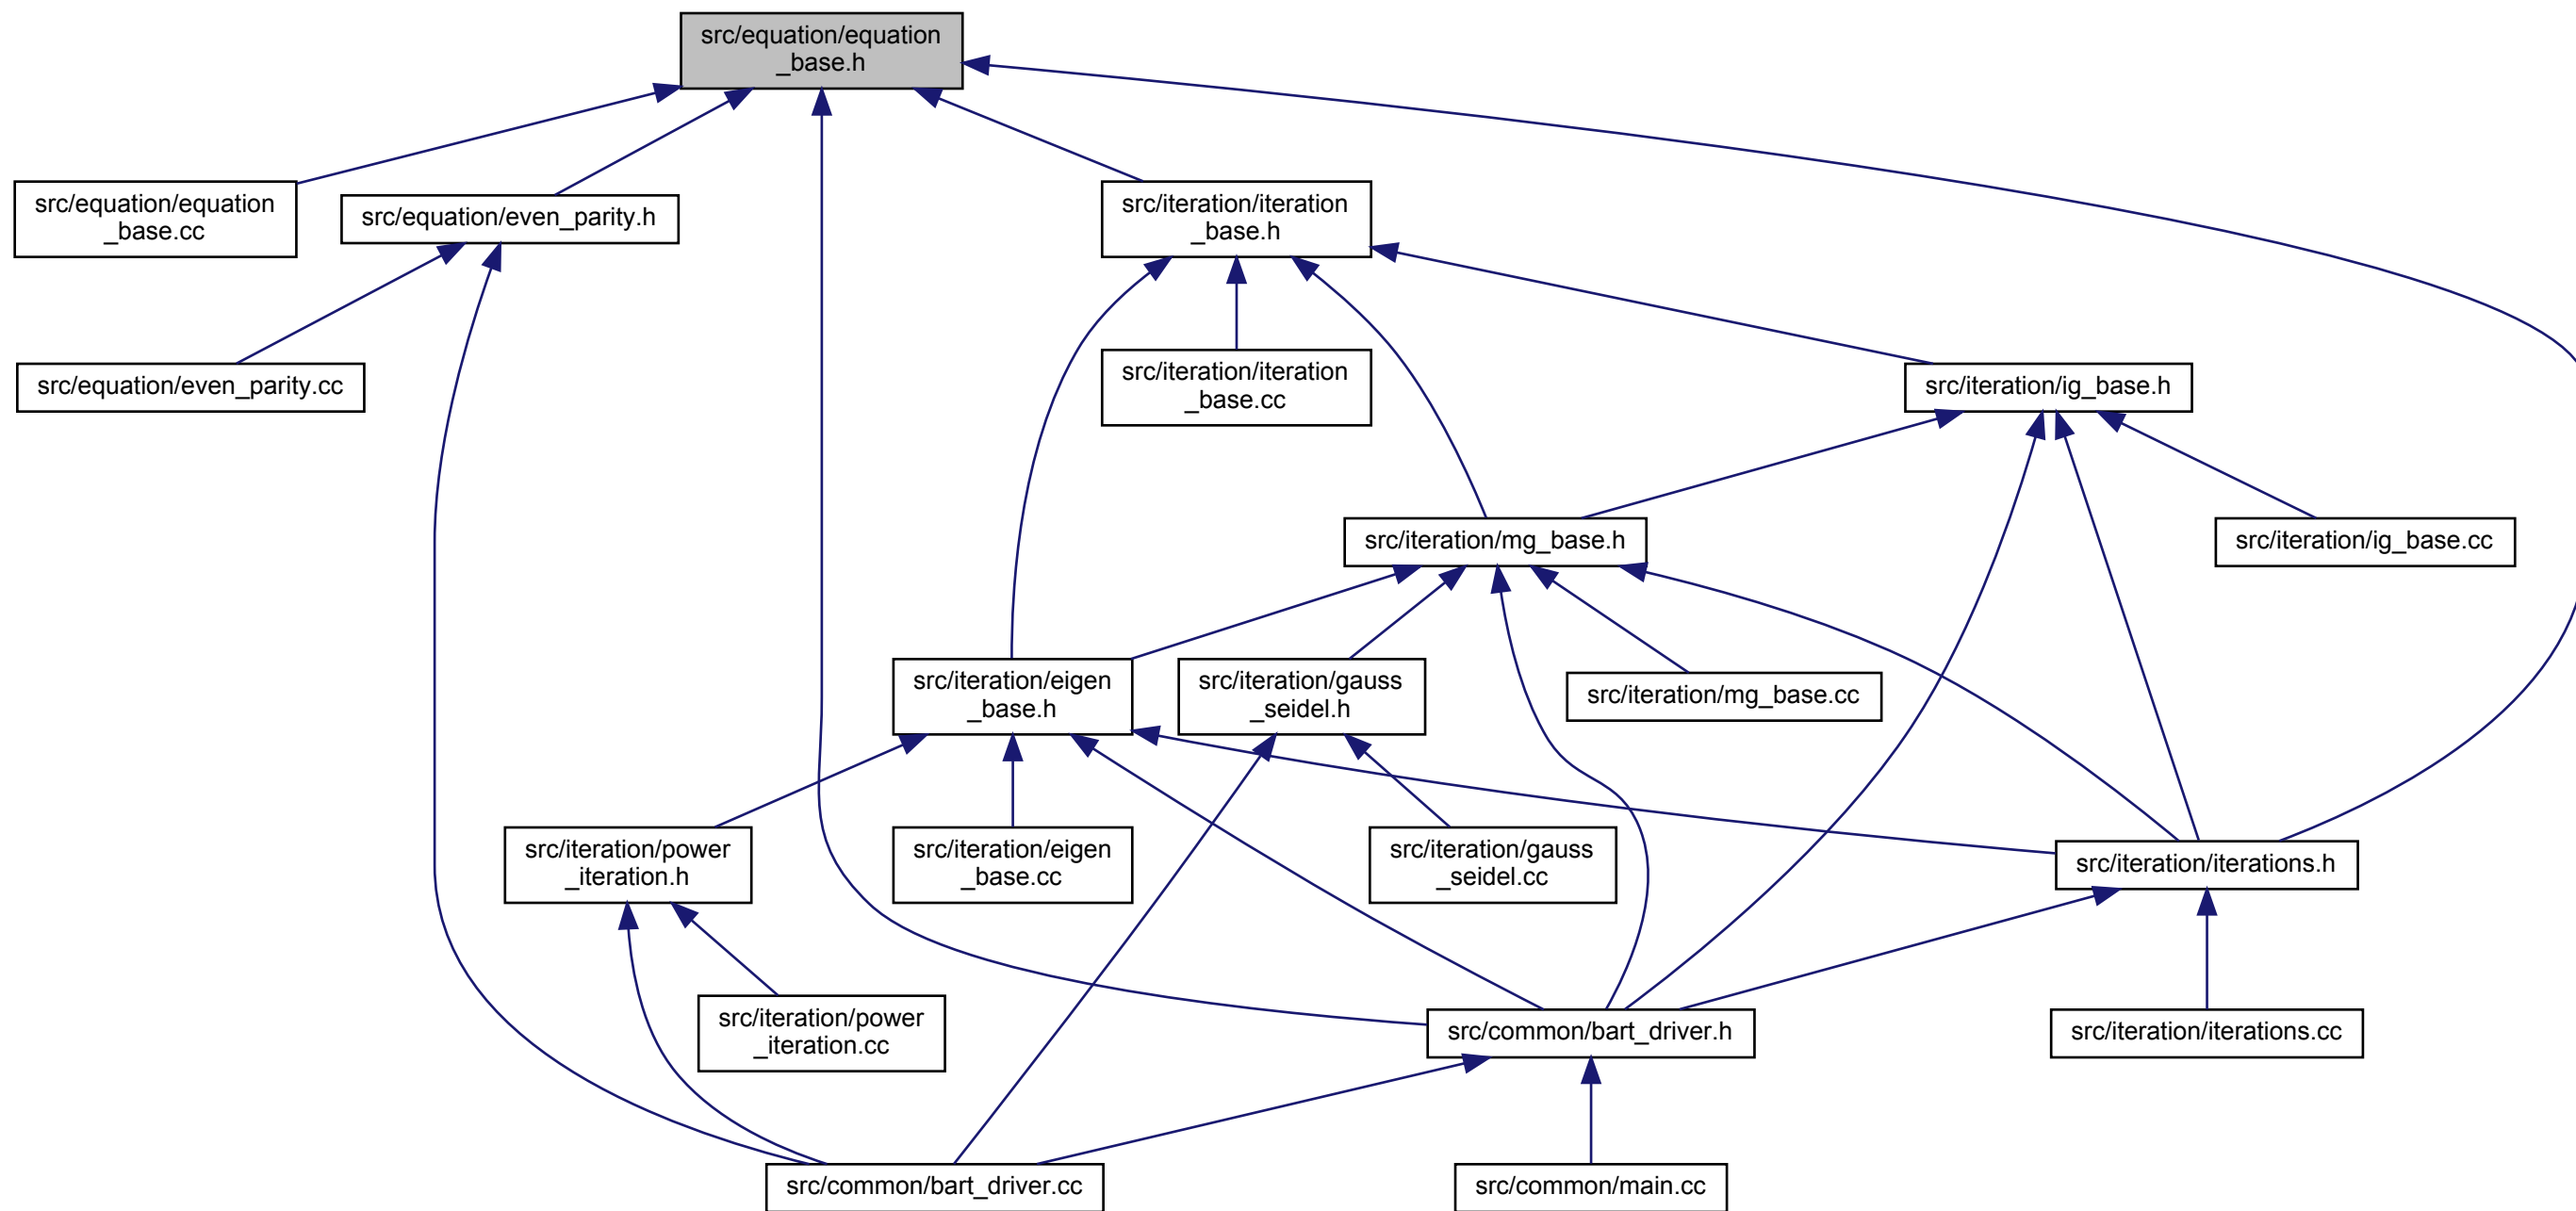 src/equation/equation
_base.h
src/equation/equation
_base.cc
src/equation/even_parity.h
src/iteration/iteration
_base.h
src/equation/even_parity.cc
src/iteration/iteration
_base.cc
src/iteration/ig_base.h
src/iteration/mg_base.h
src/iteration/ig_base.cc
src/iteration/eigen
_base.h
src/iteration/gauss
_seidel.h
src/iteration/mg_base.cc
src/iteration/power
_iteration.h
src/iteration/eigen
_base.cc
src/iteration/gauss
_seidel.cc
src/iteration/iterations.h
src/iteration/power
_iteration.cc
src/common/bart_driver.h
src/iteration/iterations.cc
src/common/bart_driver.cc
src/common/main.cc